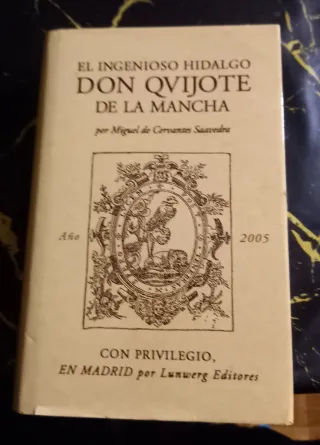 EL INGENIOSO HIDALGO
DON QVIJOTE
DE LA MANCHA
por Miguel de Cervantes Saavedra
Año
2005
CON PRIVILEGIO,
EN MADRID por Lunwerg Editores